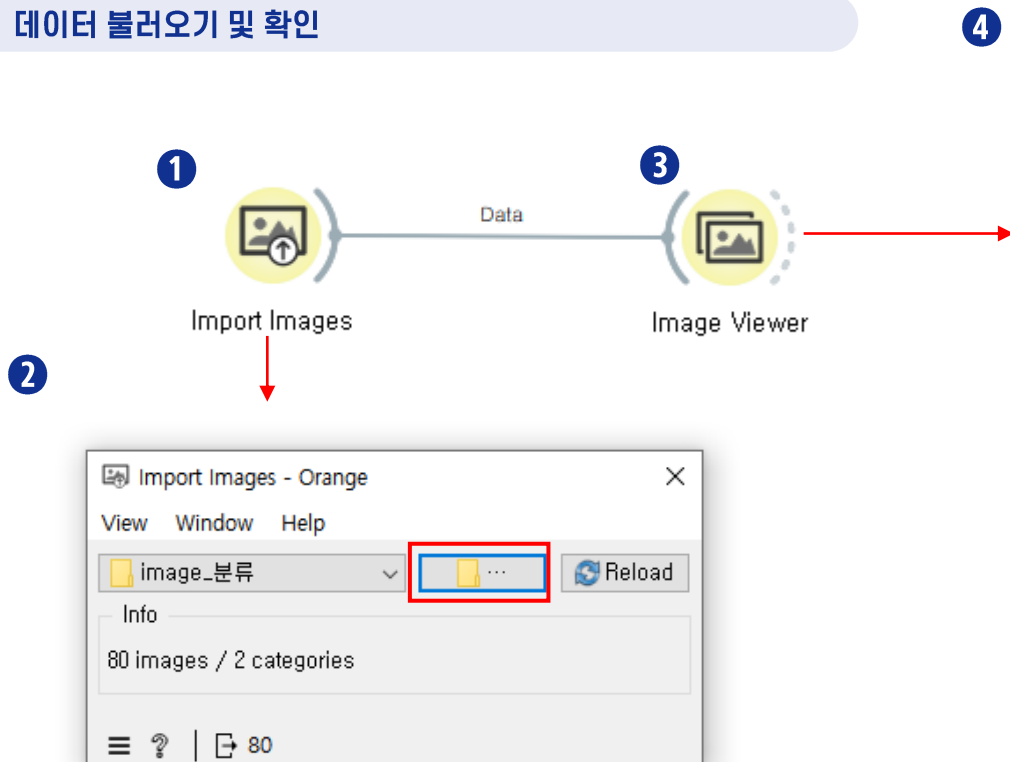 데이터 불러오기 및 확인
4
1
3
Data
Import Images
Image Viewer
2
Import Images - Orange
View Window Help
image_분류
...
Reload
Info
80 images / 2 categories
? 80